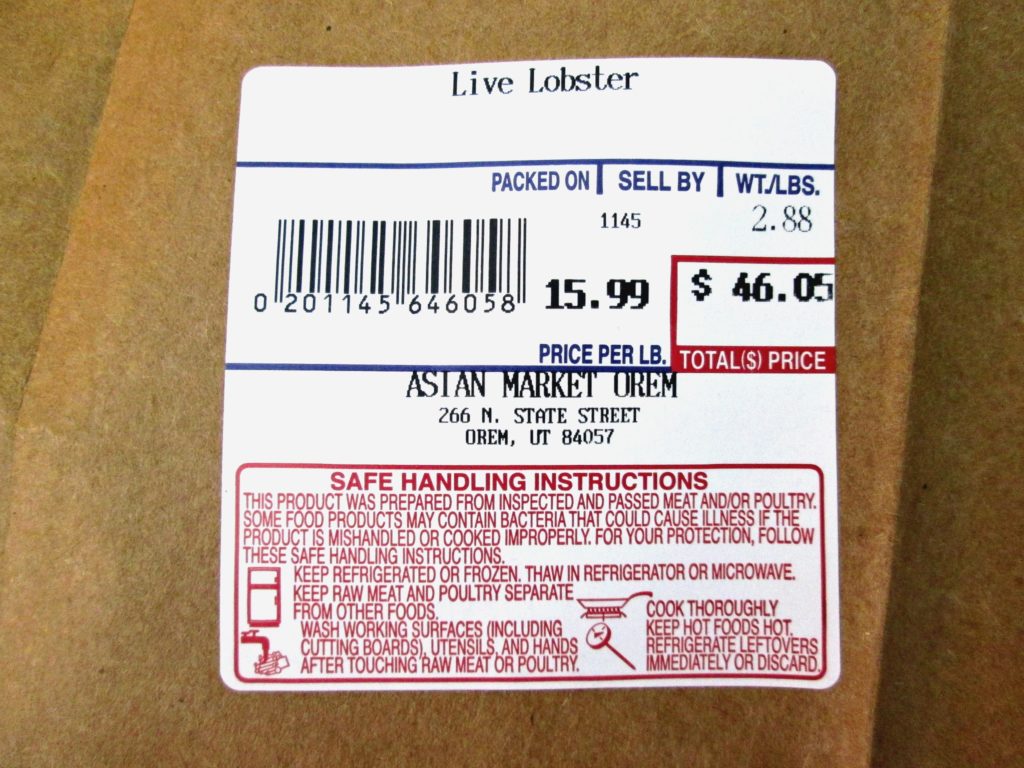 Live Lobster
PACKED ON SELL BY WT./LBS.
1145 2.88
0 201145 646058 15.99 $ 46.05
PRICE PER LB. TOTAL($) PRICE
ASIAN MARKET OREM
266 N. STATE STREET
OREM, UT 84057
SAFE HANDLING INSTRUCTIONS
THIS PRODUCT WAS PREPARED FROM INSPECTED AND PASSED MEAT AND/OR POULTRY.
SOME FOOD PRODUCTS MAY CONTAIN BACTERIA THAT COULD CAUSE ILLNESS IF THE
PRODUCT IS MISHANDLED OR COOKED IMPROPERLY. FOR YOUR PROTECTION, FOLLOW
THESE SAFE HANDLING INSTRUCTIONS.
KEEP REFRIGERATED OR FROZEN. THAW IN REFRIGERATOR OR MICROWAVE.
KEEP RAW MEAT AND POULTRY SEPARATE
FROM OTHER FOODS.
WASH WORKING SURFACES (INCLUDING
CUTTING BOARDS), UTENSILS, AND HANDS
AFTER TOUCHING RAW MEAT OR POULTRY.
COOK THOROUGHLY
KEEP HOT FOODS HOT.
REFRIGERATE LEFTOVERS
IMMEDIATELY OR DISCARD.